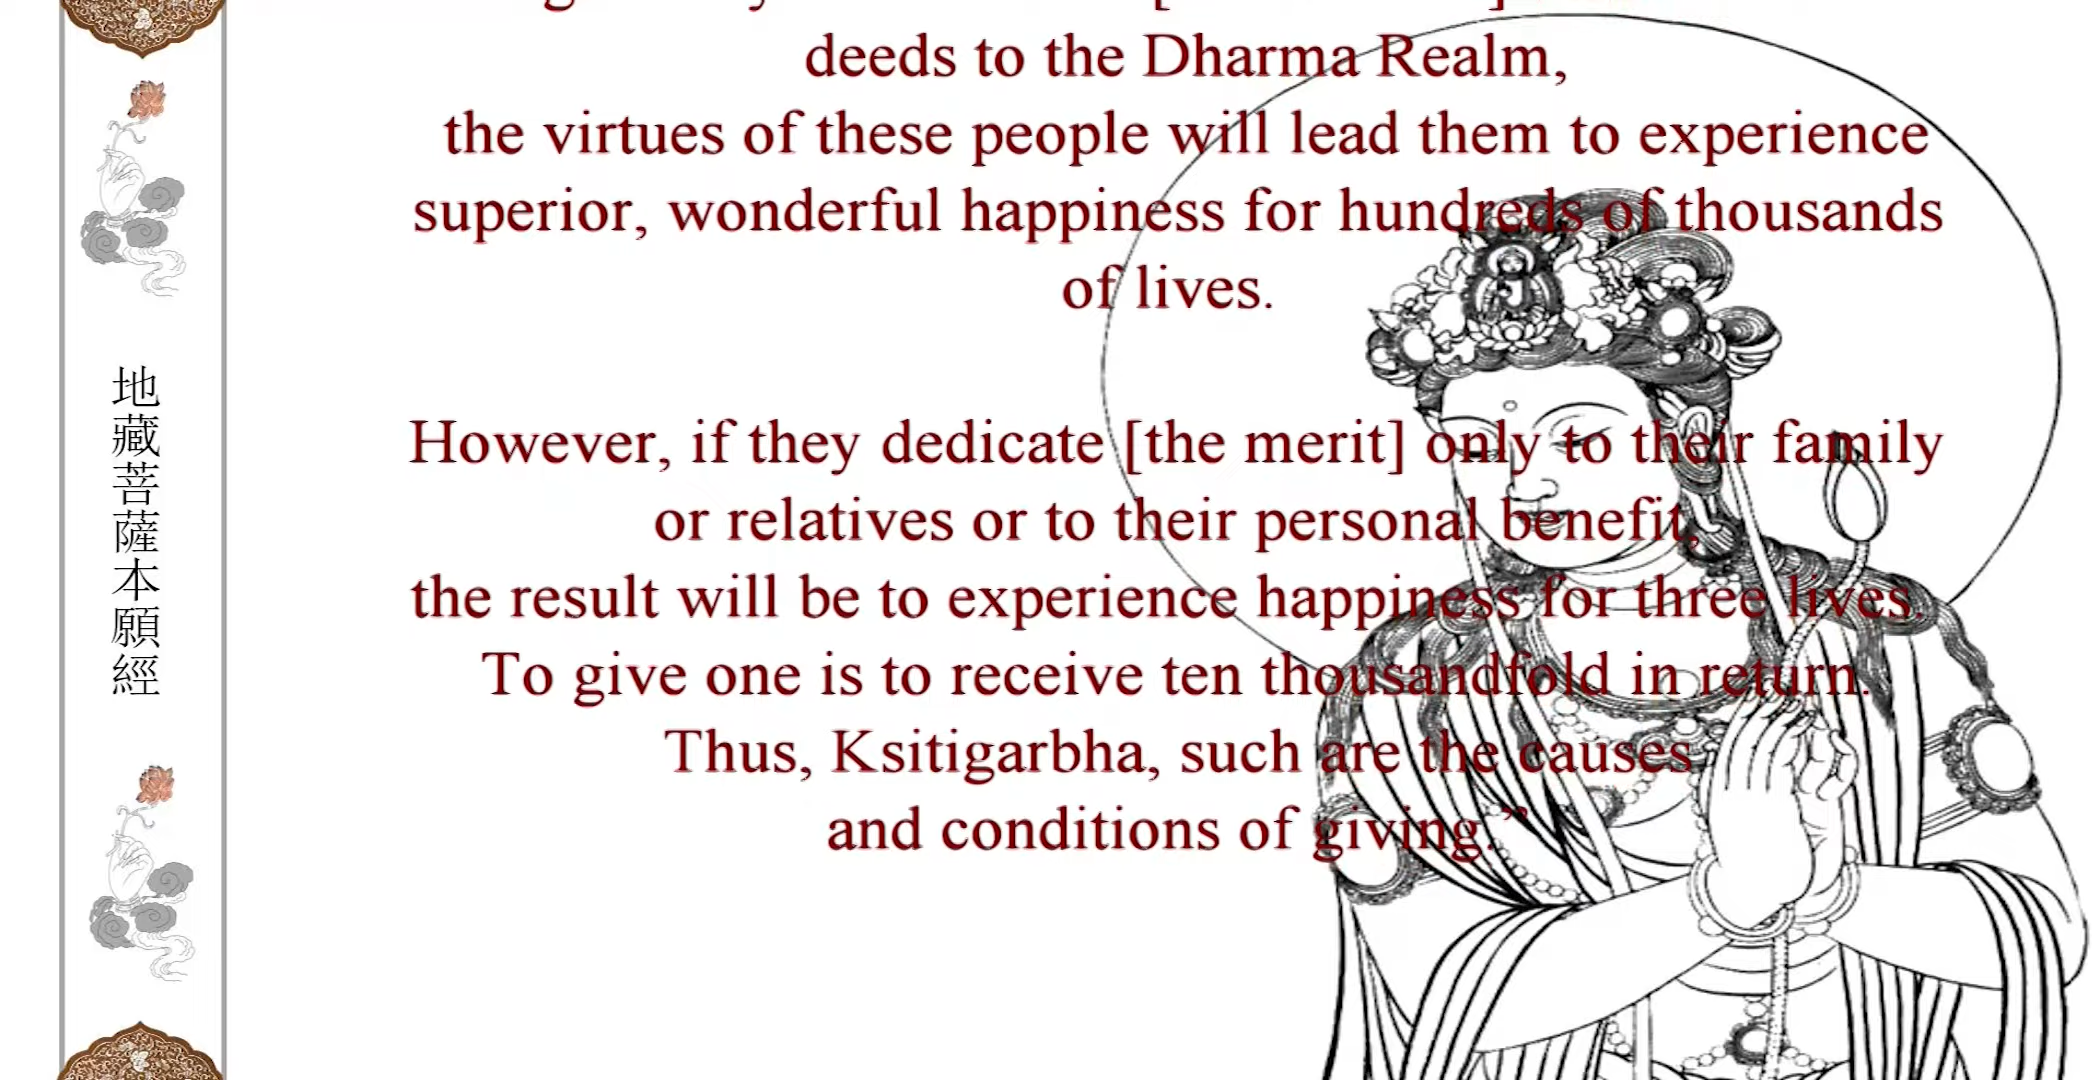 deeds to the Dharma Realm,
the virtues of these people will lead them to experience
superior, wonderful happiness for hundreds of thousands
of lives.
However, if they dedicate [the merit] only to their family
or relatives or to their personal benefit,
the result will be to experience happiness for three lives.
To give one is to receive ten thousandfold in return.
Thus, Ksitigarbha, such are the causes
and conditions of giving.”
地藏菩薩本願經